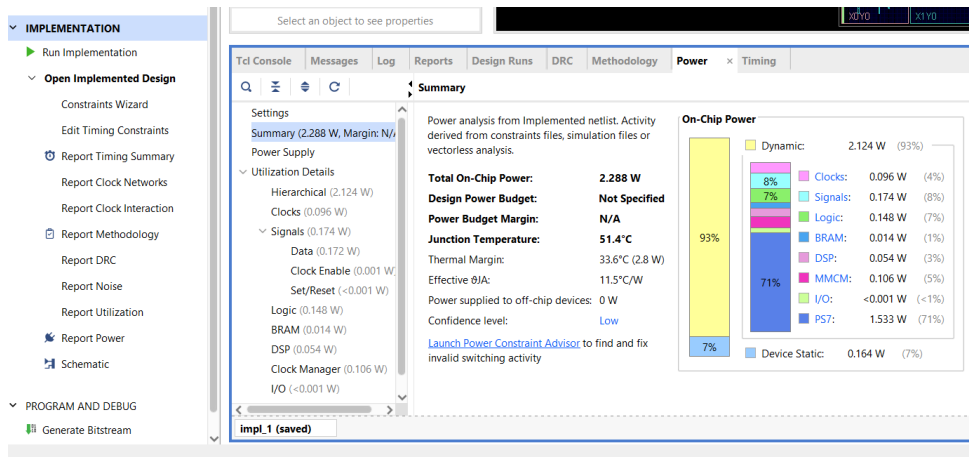 Select an object to see properties
X0Y0
X1Y0
IMPLEMENTATION
Run Implementation
Open Implemented Design
Constraints Wizard
Edit Timing Constraints
Report Timing Summary
Report Clock Networks
Report Clock Interaction
Report Methodology
Report DRC
Report Noise
Report Utilization
Report Power
Schematic
PROGRAM AND DEBUG
Generate Bitstream
Tcl Console Messages Log Reports Design Runs DRC Methodology Power × Timing
Settings
Summary (2.288 W, Margin: N/
Power Supply
Utilization Details
Hierarchical (2.124 W)
Clocks (0.096 W)
Signals (0.174 W)
Data (0.172 W)
Clock Enable (0.001 W
Set/Reset (<0.001 W)
Logic (0.148 W)
BRAM (0.014 W)
DSP (0.054 W)
Clock Manager (0.106 W)
I/O (<0.001 W)
Summary
Power analysis from Implemented netlist. Activity
derived from constraints files, simulation files or
vectorless analysis.
Total On-Chip Power: 2.288 W
Design Power Budget: Not Specified
Power Budget Margin: N/A
Junction Temperature: 51.4°C
Thermal Margin: 33.6°C (2.8 W)
Effective ϑJA: 11.5°C/W
Power supplied to off-chip devices: 0 W
Confidence level: Low
Launch Power Constraint Advisor to find and fix
invalid switching activity
On-Chip Power
93%
7%
Dynamic: 2.124 W (93%)
8%
7%
71%
Clocks: 0.096 W (4%)
Signals: 0.174 W (8%)
Logic: 0.148 W (7%)
BRAM: 0.014 W (1%)
DSP: 0.054 W (3%)
MMCM: 0.106 W (5%)
I/O: <0.001 W (<1%)
PS7: 1.533 W (71%)
Device Static: 0.164 W (7%)
impl_1 (saved)